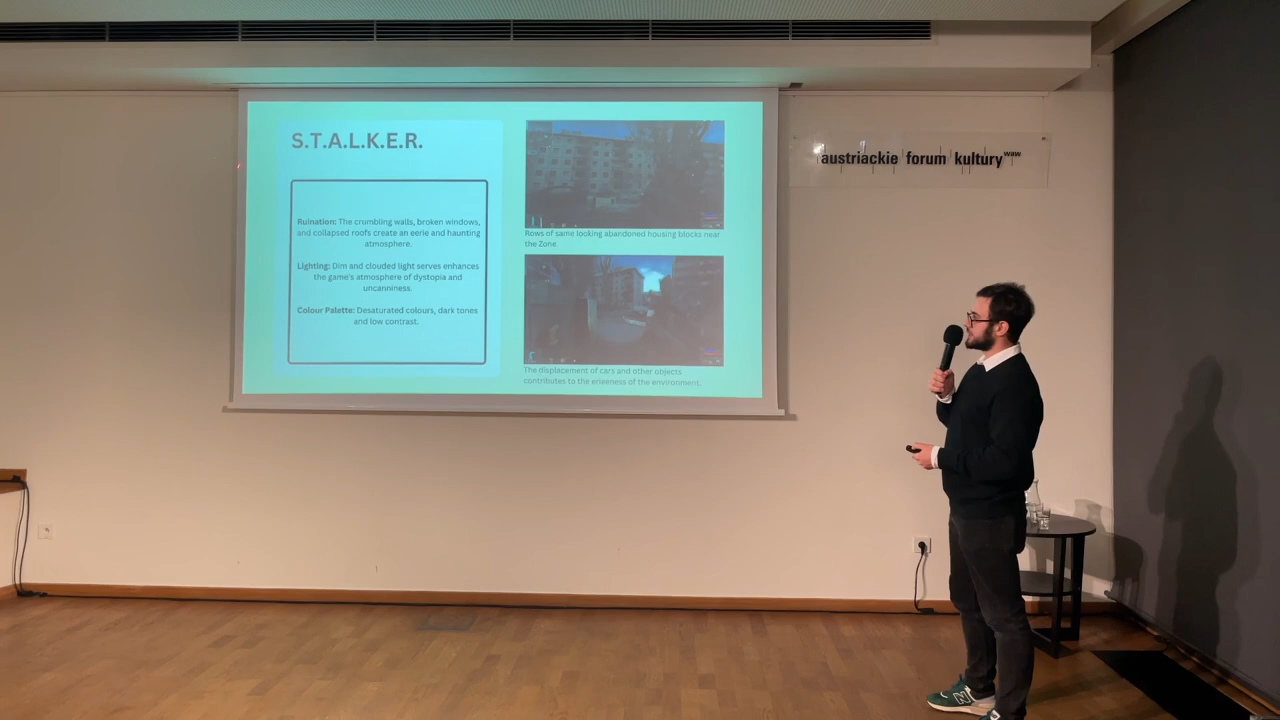 S.T.A.L.K.E.R.
Ruination: The crumbling walls, broken windows,
and collapsed roofs create an eerie and haunting
atmosphere.
Lighting: Dim and clouded light serves enhances
the game's atmosphere of dystopia and
uncanniness.
Colour Palette: Desaturated colours, dark tones
and low contrast.
Rows of same looking abandoned housing blocks near
the Zone.
The displacement of cars and other objects
contributes to the erieeness of the environment.
austriackie forum kultury waw
N